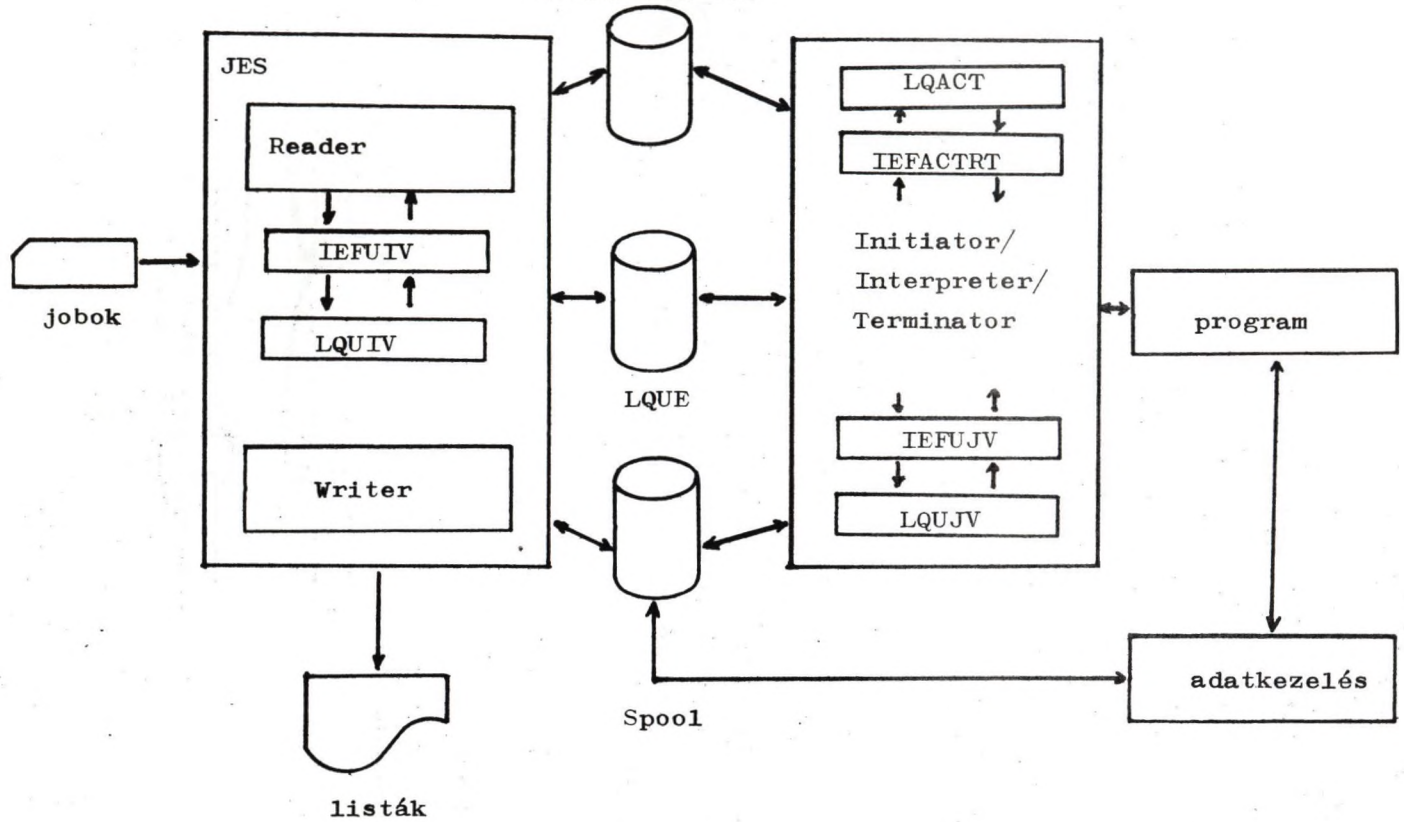 JES
Reader
IEFUIV
LQUIV
Writer
jobok
listák
LQUE
Spool
LQACT
IEFACTRT
Initiator/
Interpreter/
Terminator
IEFUJV
LQUJV
program
adatkezelés